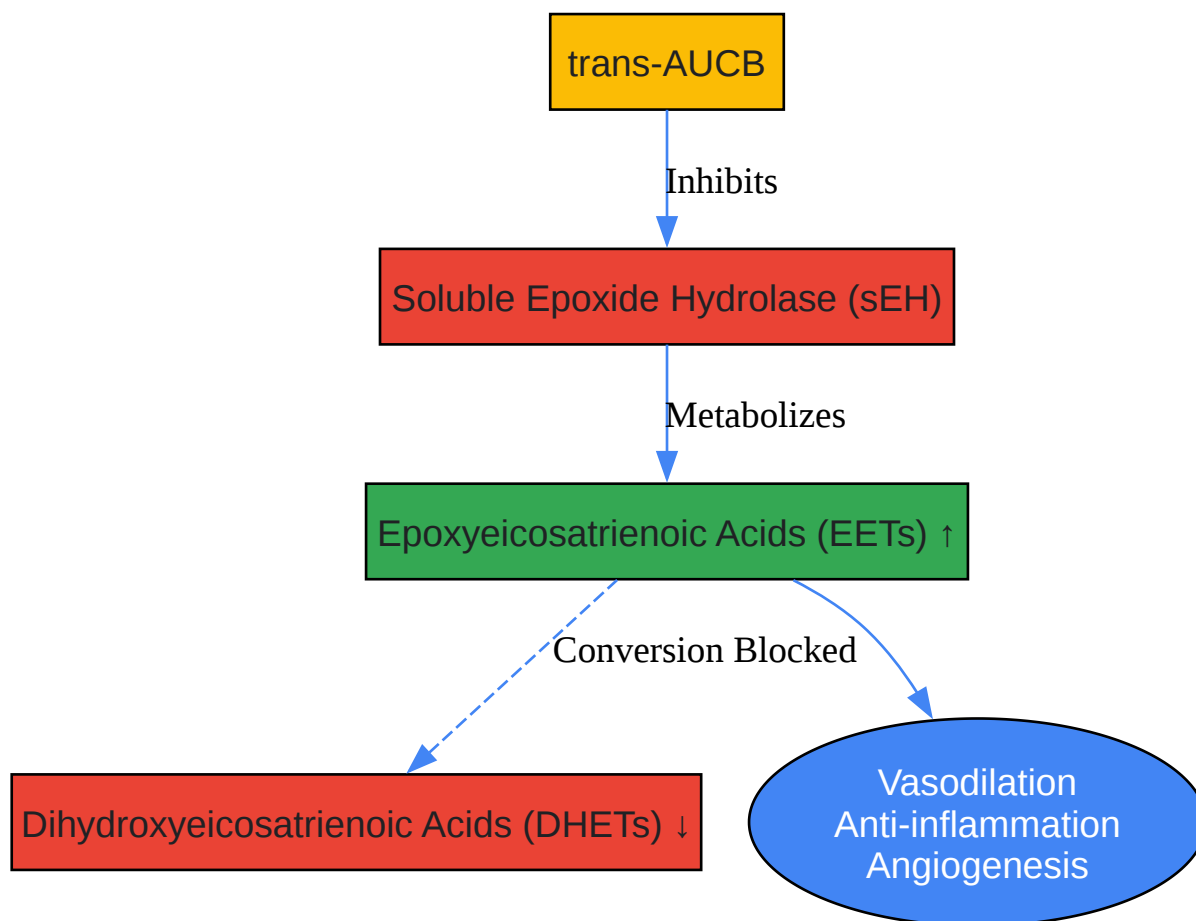 trans-AUCB
Inhibits
Soluble Epoxide Hydrolase (sEH)
Metabolizes
Epoxyeicosatrienoic Acids (EETs) ↑
Conversion Blocked
Dihydroxyeicosatrienoic Acids (DHETs) ↓
Vasodilation
Anti-inflammation
Angiogenesis